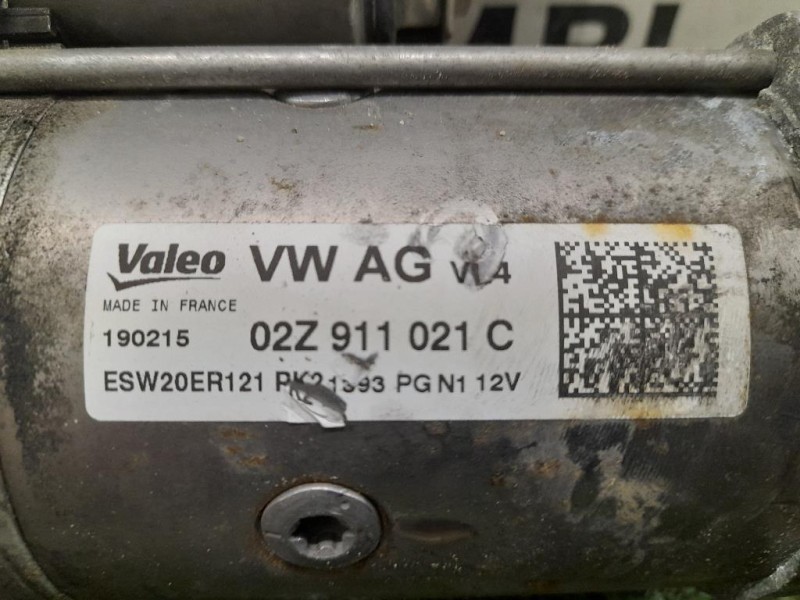 Valeo VW AG
MADE IN FRANCE
190215 02Z 911 021 C
ESW20ER121 PG N1 12V